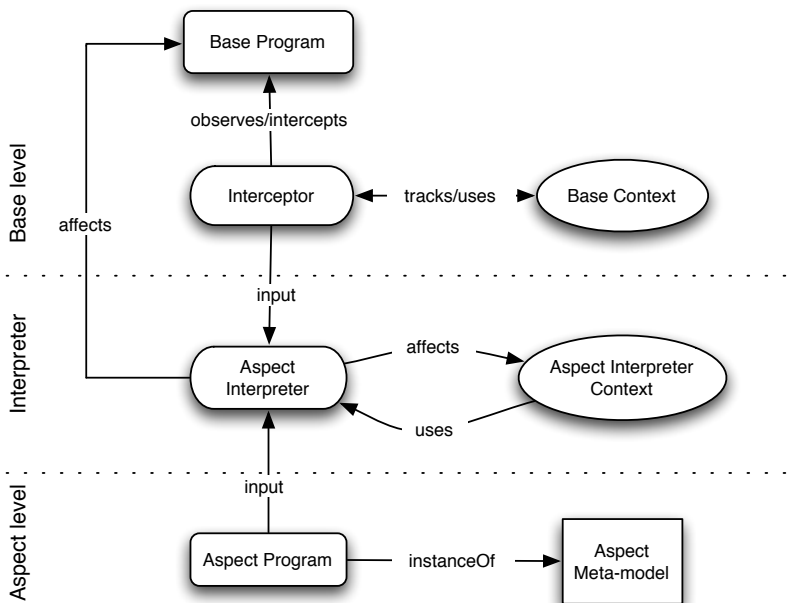 Base Program
observes/intercepts
Base level
Interceptor
tracks/uses
Base Context
affects
input
Interpreter
Aspect
Interpreter
affects
Aspect Interpreter
Context
uses
input
Aspect level
Aspect Program
instanceOf
Aspect
Meta-model